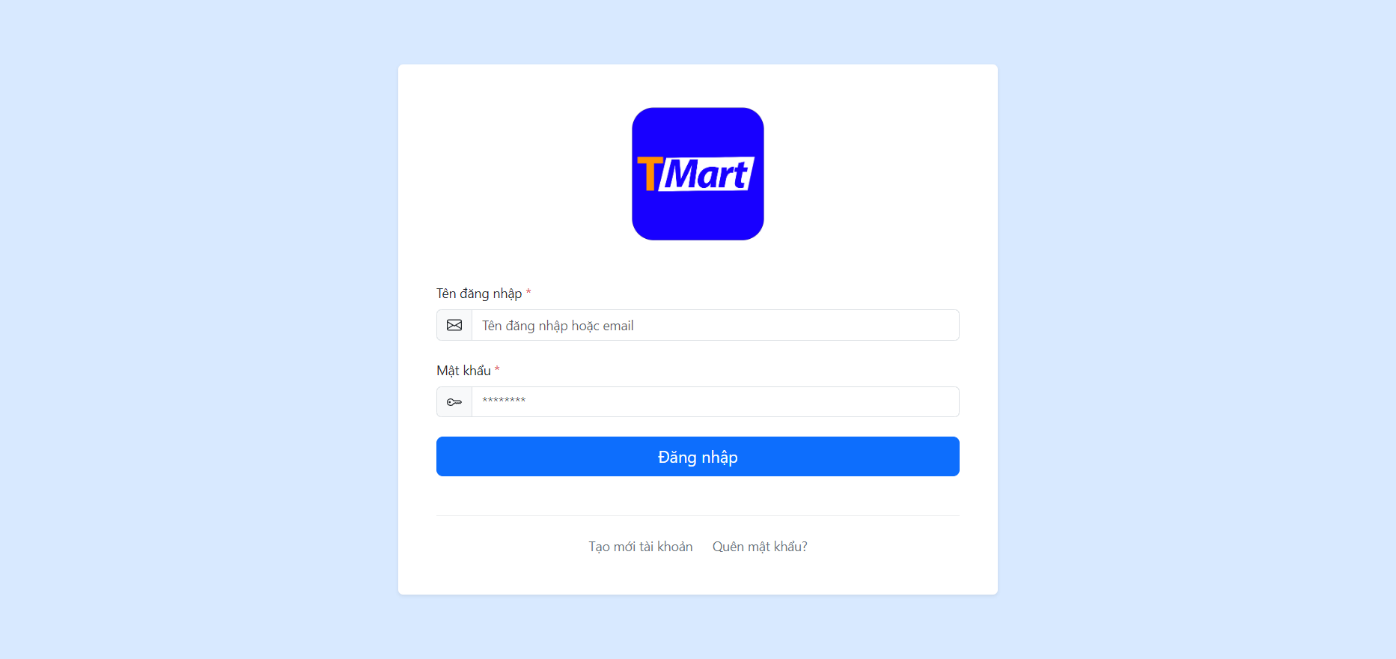 TMart
Tên đăng nhập *
Tên đăng nhập hoặc email
Mật khẩu *
********
Đăng nhập
Tạo mới tài khoản Quên mật khẩu?